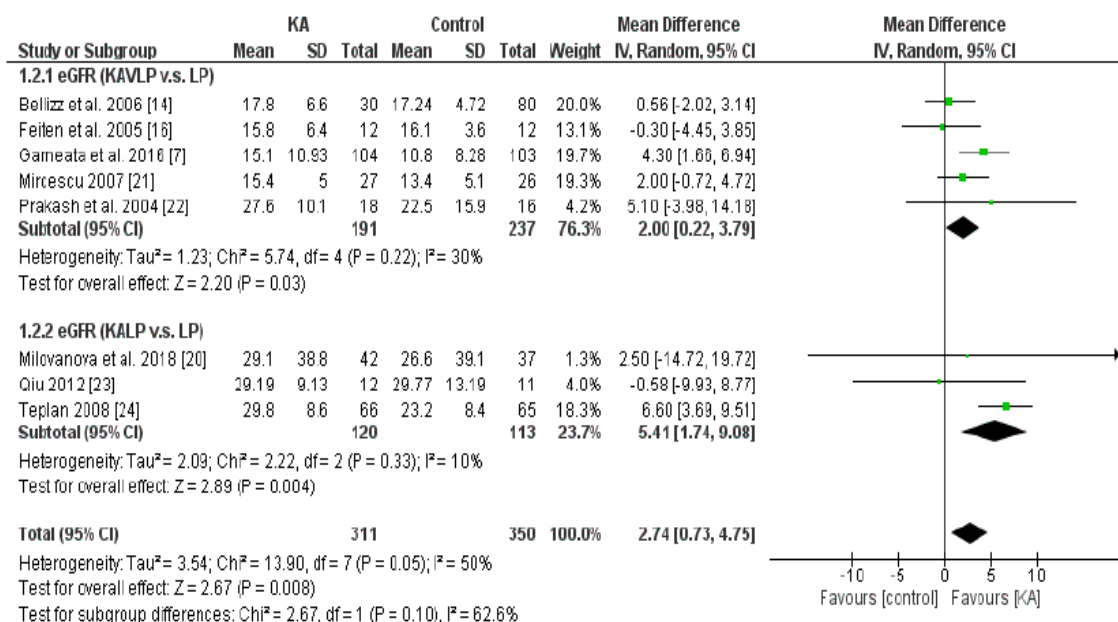 KA Control Mean Difference Mean Difference
Study or Subgroup Mean SD Total Mean SD Total Weight IV, Random, 95% CI IV, Random, 95% CI
1.2.1 eGFR (KAVLP v.s. LP)
Bellizz et al. 2006 [14] 17.8 6.6 30 17.24 4.72 80 20.0% 0.56 [-2.02, 3.14]
Feiten et al. 2005 [16] 15.8 6.4 12 16.1 3.6 12 13.1% -0.30 [-4.45, 3.85]
Garneata et al. 2016 [7] 15.1 10.93 104 10.8 8.28 103 19.7% 4.30 [1.66, 6.94]
Mircescu 2007 [21] 15.4 5 27 13.4 5.1 26 19.3% 2.00 [-0.72, 4.72]
Prakash et al. 2004 [22] 27.6 10.1 18 22.5 15.9 16 4.2% 5.10 [-3.98, 14.18]
Subtotal (95% CI) 191 237 76.3% 2.00 [0.22, 3.79]
Heterogeneity: Tau² = 1.23; Chi² = 5.74, df = 4 (P = 0.22); I² = 30%
Test for overall effect: Z = 2.20 (P = 0.03)
1.2.2 eGFR (KALP v.s. LP)
Milovanova et al. 2018 [20] 29.1 38.8 42 26.6 39.1 37 1.3% 2.50 [-14.72, 19.72]
Qiu 2012 [23] 29.19 9.13 12 29.77 13.19 11 4.0% -0.58 [-9.93, 8.77]
Teplan 2008 [24] 29.8 8.6 66 23.2 8.4 65 18.3% 6.60 [3.69, 9.51]
Subtotal (95% CI) 120 113 23.7% 5.41 [1.74, 9.08]
Heterogeneity: Tau² = 2.09; Chi² = 2.22, df = 2 (P = 0.33); I² = 10%
Test for overall effect: Z = 2.89 (P = 0.004)
Total (95% CI) 311 350 100.0% 2.74 [0.73, 4.75]
Heterogeneity: Tau² = 3.54; Chi² = 13.90, df = 7 (P = 0.05); I² = 50%
Test for overall effect: Z = 2.67 (P = 0.008)
Test for subgroup differences: Chi² = 2.67, df = 1 (P = 0.10), I² = 62.6%
-10 -5 0 5 10
Favours [control] Favours [KA]